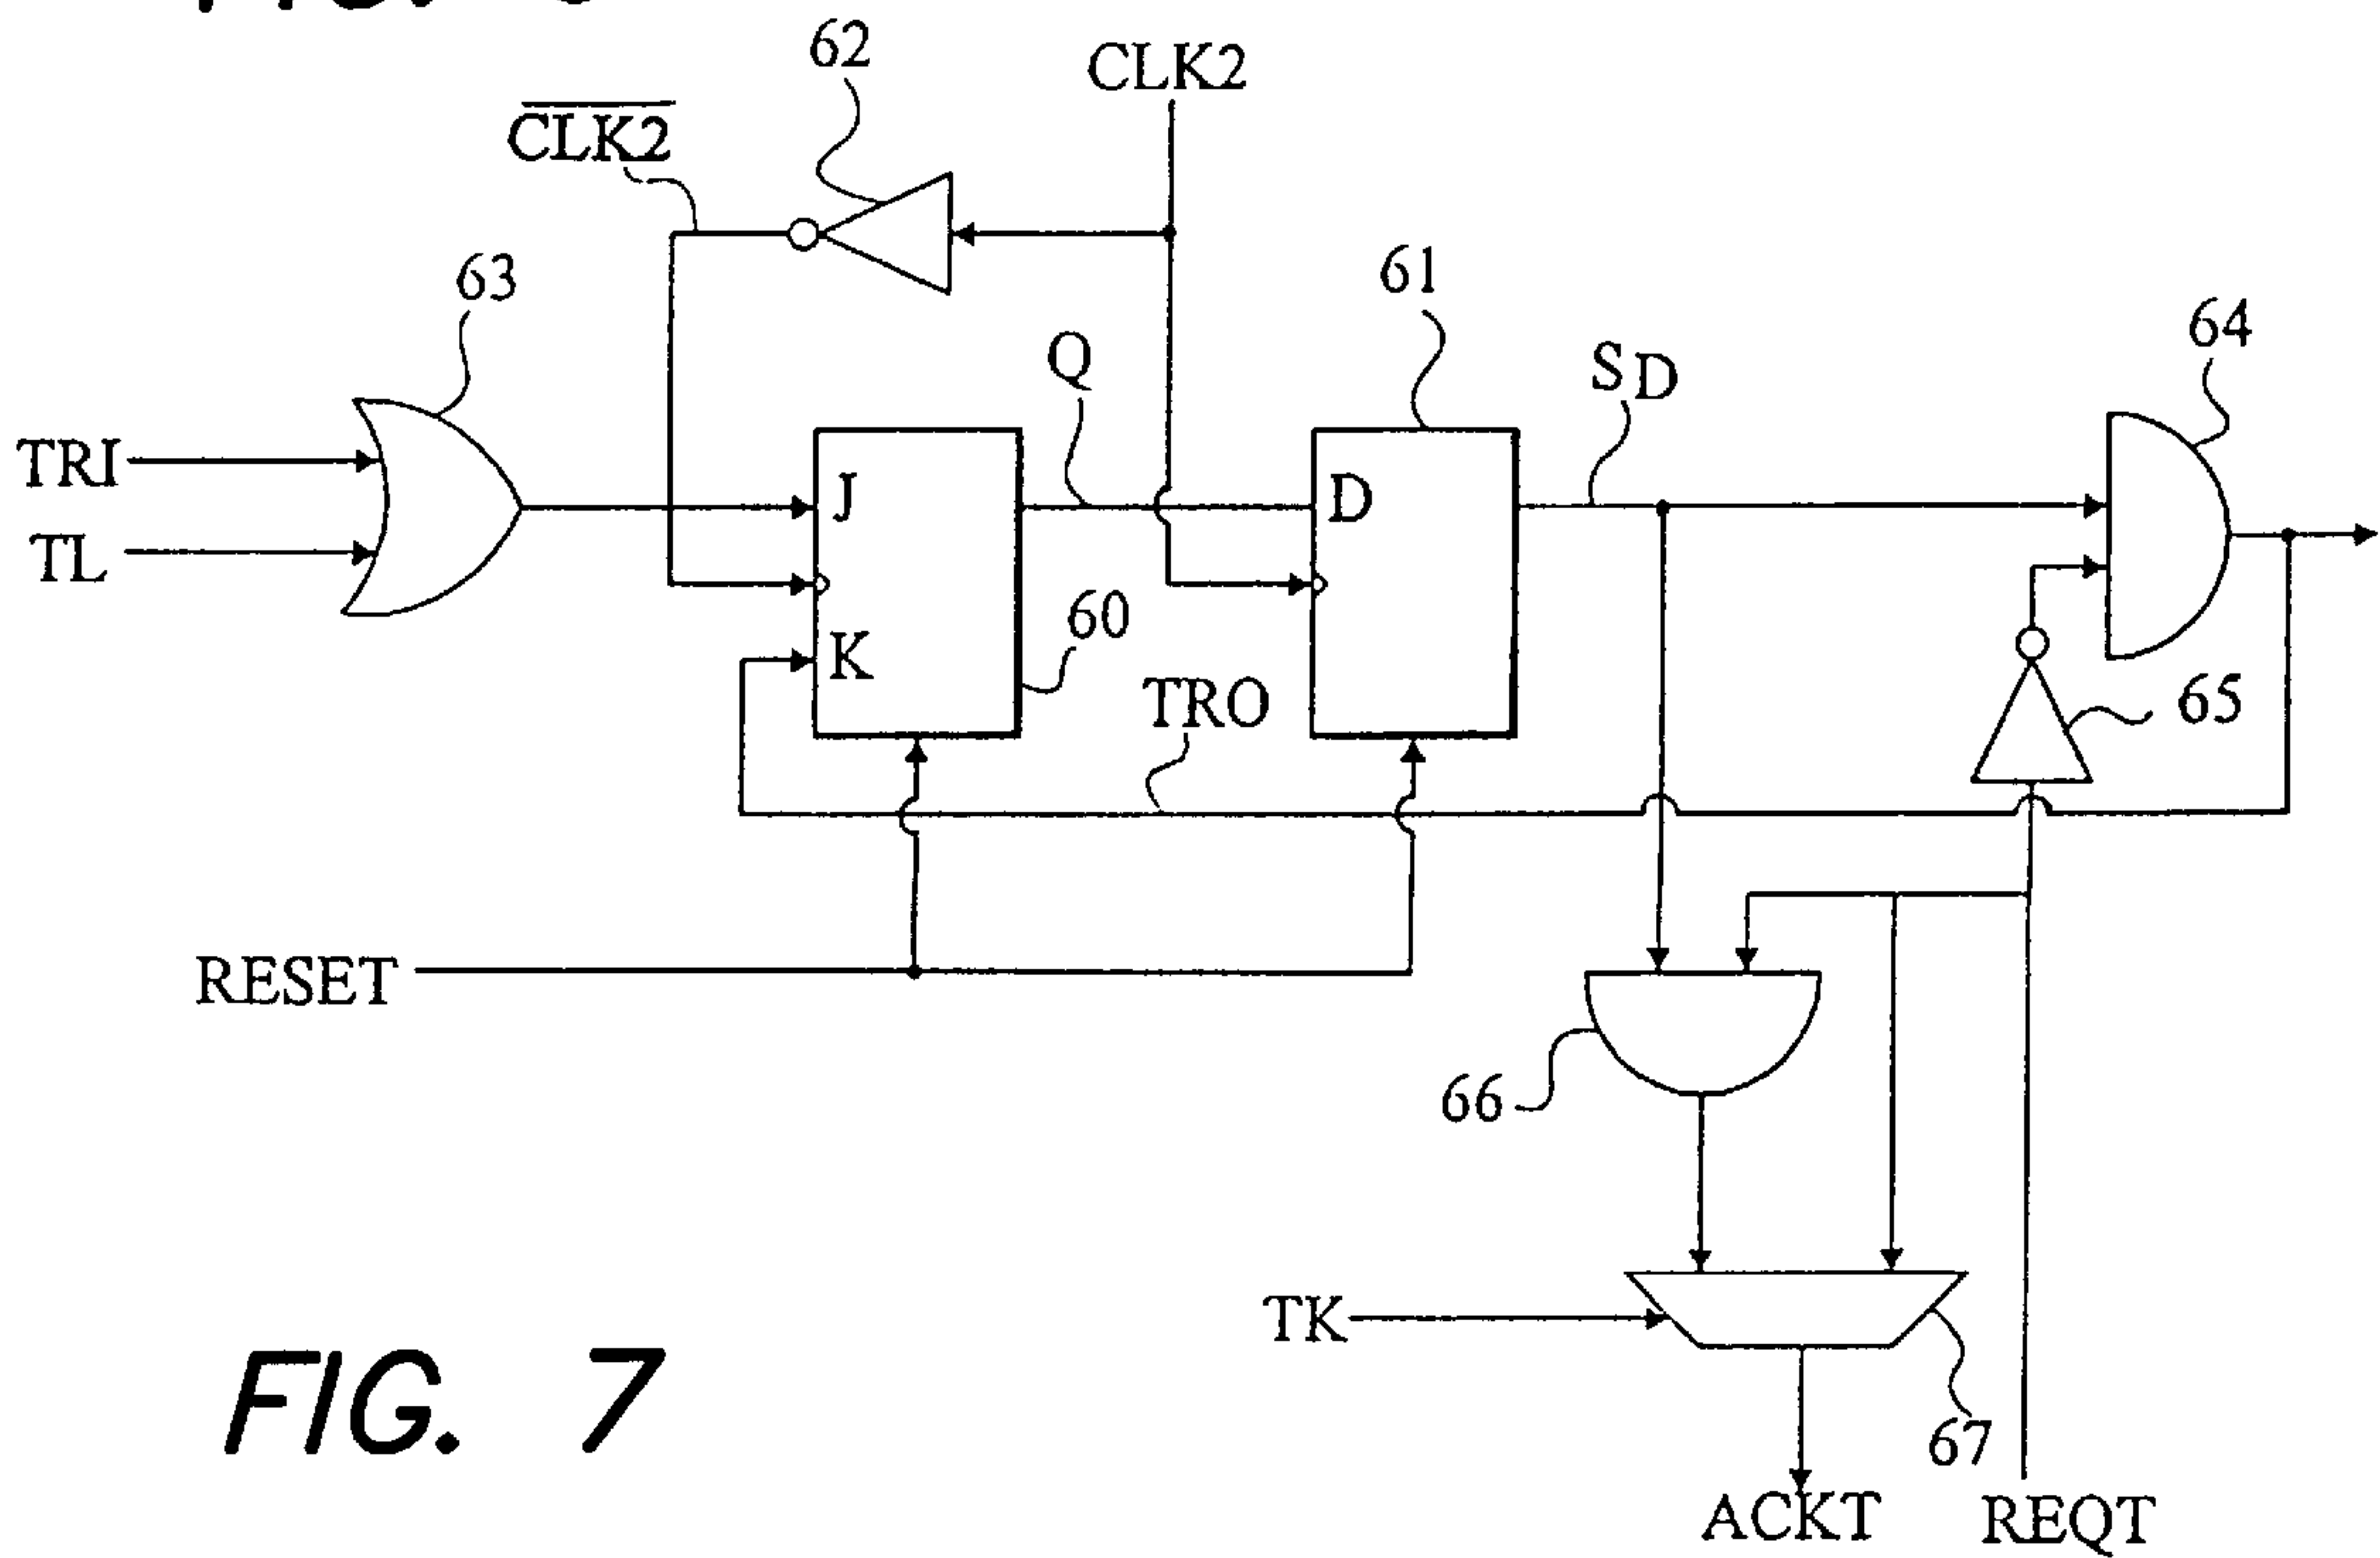 62
CLK2
CLK2
63
61
64
Q
SD
TRI
J
D
TL
60
K
TRO
65
RESET
66
TK
67
ACKT
REQT
FIG. 7